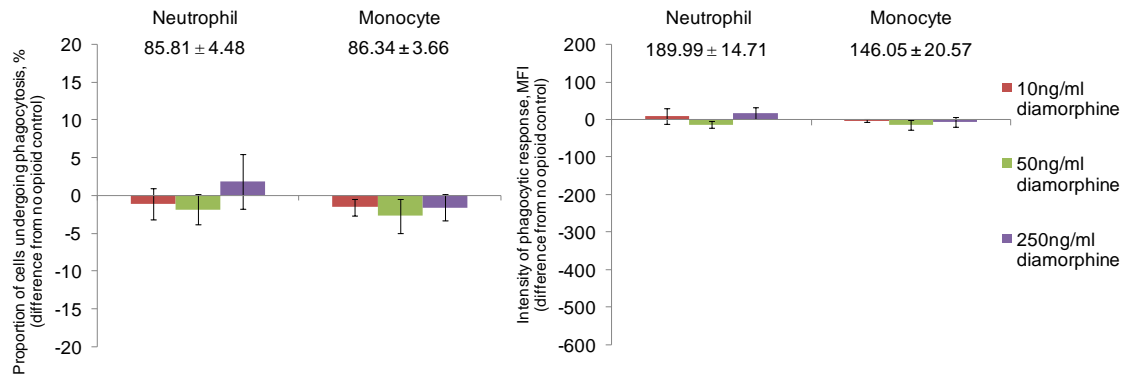 Neutrophil
Monocyte
85.81 ± 4.48
86.34 ± 3.66
Proportion of cells undergoing phagocytosis, %
(difference from no opioid control)
20
15
10
5
0
-5
-10
-15
-20
Neutrophil
Monocyte
189.99 ± 14.71
146.05 ± 20.57
Intensity of phagocytic response, MFI
(difference from no opioid control)
200
100
0
-100
-200
-300
-400
-500
-600
10ng/ml
diamorphine
50ng/ml
diamorphine
250ng/ml
diamorphine